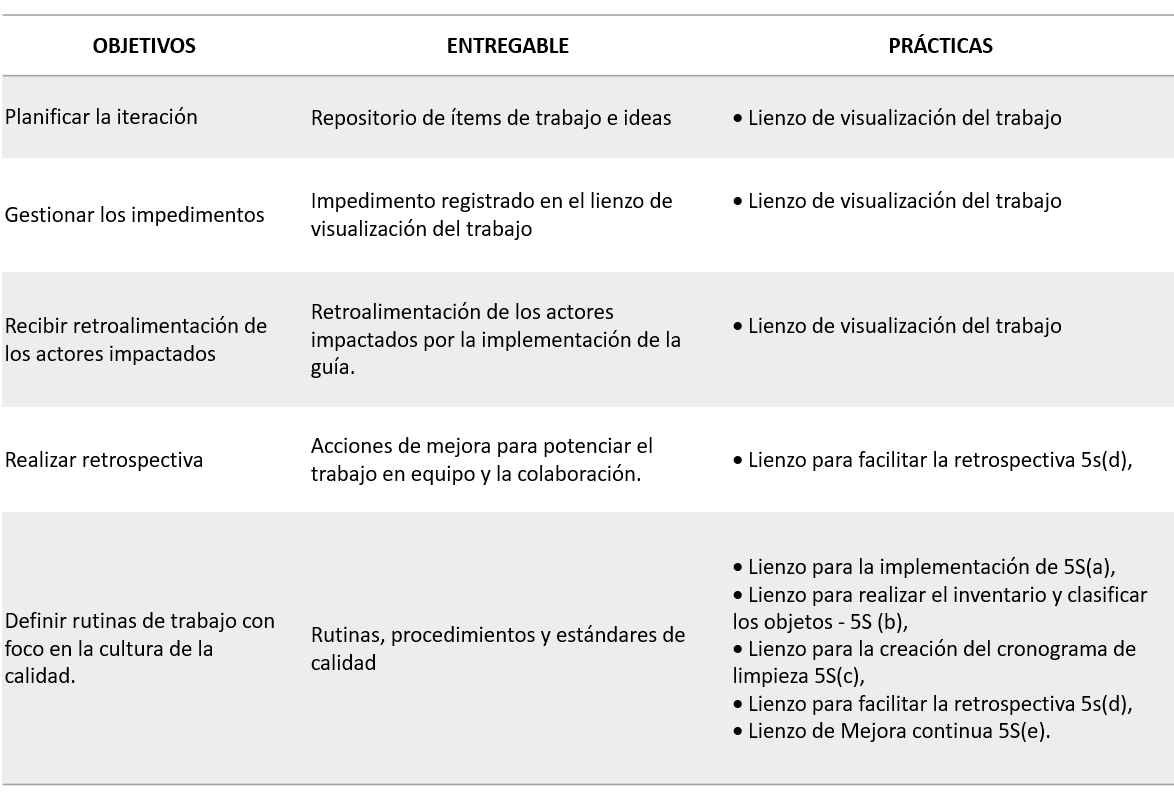 OBJETIVOS ENTREGABLE PRÁCTICAS
Planificar la iteración
Repositorio de ítems de trabajo e ideas
• Lienzo de visualización del trabajo
Gestionar los impedimentos
Impedimento registrado en el lienzo de
visualización del trabajo
• Lienzo de visualización del trabajo
Recibir retroalimentación de
los actores impactados
Retroalimentación de los actores
impactados por la implementación de la
guía.
• Lienzo de visualización del trabajo
Realizar retrospectiva
Acciones de mejora para potenciar el
trabajo en equipo y la colaboración.
• Lienzo para facilitar la retrospectiva 5s(d),
Definir rutinas de trabajo con
foco en la cultura de la
calidad.
Rutinas, procedimientos y estándares de
calidad
• Lienzo para la implementación de 5S(a),
• Lienzo para realizar el inventario y clasificar
los objetos - 5S (b),
• Lienzo para la creación del cronograma de
limpieza 5S(c),
• Lienzo para facilitar la retrospectiva 5s(d),
• Lienzo de Mejora continua 5S(e).